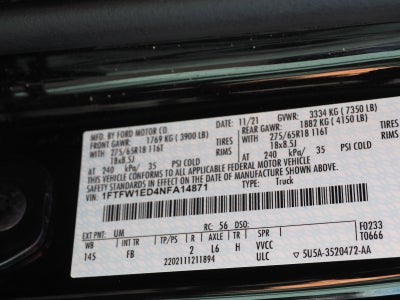 MFD. BY FORD MOTOR CO.
DATE: 11/21 GVWR: 3334 KG (7350 LB)
FRONT GAWR: 1769 KG (3900 LB) REAR GAWR: 1882 KG (4150 LB)
WITH 275/65R18 116T TIRES WITH 275/65R18 116T TIRES
18x8.5J RIMS 18x8.5J RIMS
AT 240 kPa/ 35 PSI COLD AT 240 kPa/ 35 PSI COLD
THIS VEHICLE CONFORMS TO ALL APPLICABLE FEDERAL MOTOR VEHICLE
SAFETY STANDARDS IN EFFECT ON THE DATE OF MANUFACTURE SHOWN ABOVE.
VIN: 1FTFW1ED4NFA14871 TYPE: Truck
EXT PNT: UM RC: 56 DSO: F0233
WB INT TR TP/PS R AXLE TR SPR T0666
145 FB 2 L6 H VVCC
2202111211894 ULC 5U5A-3520472-AA